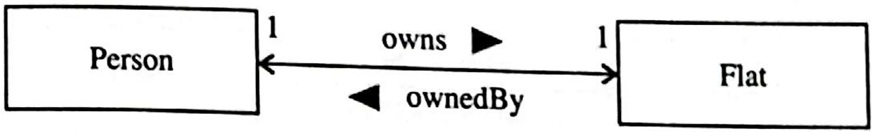 1
owns ▶
1
Person
Flat
◀ ownedBy